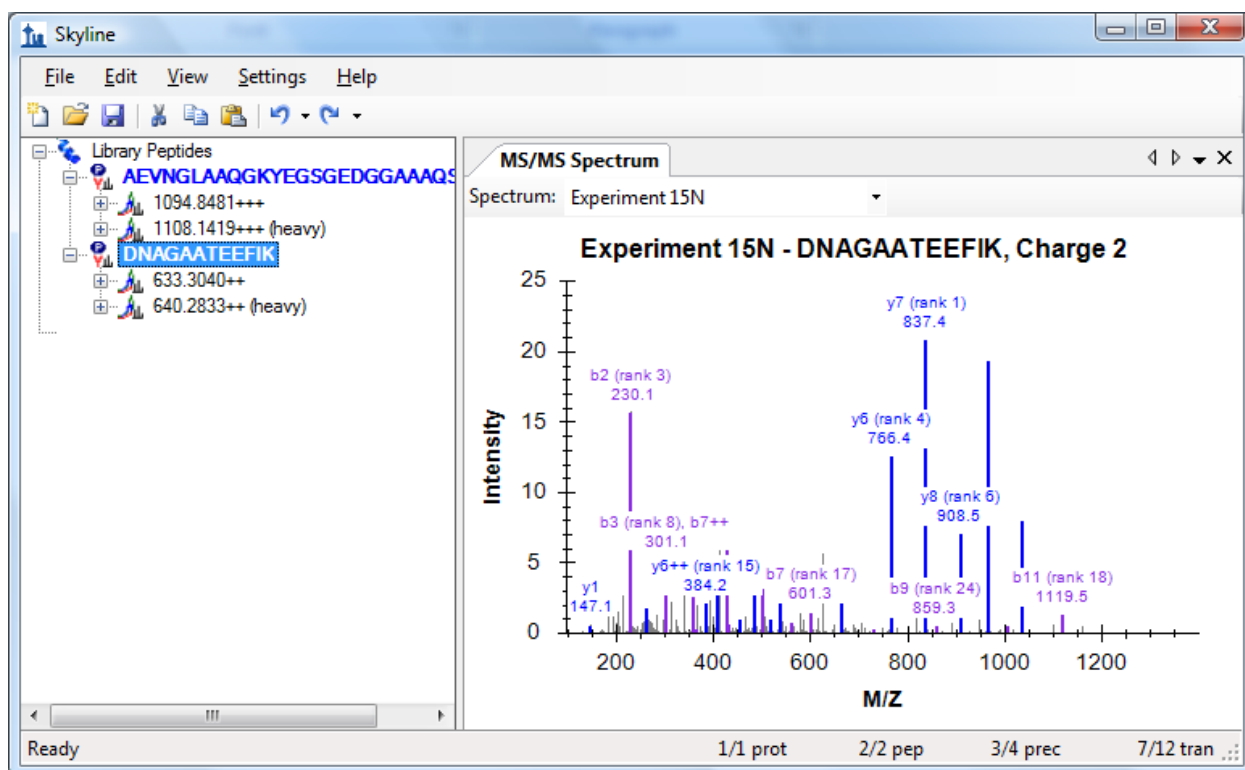 Skyline
File Edit View Settings Help
Library Peptides
AEVNGLAAQGKYEGSGEDGGAAAQS
1094.8481+++
1108.1419+++ (heavy)
DNAGAATEEFIK
633.3040++
640.2833++ (heavy)
MS/MS Spectrum
Spectrum: Experiment 15N
Experiment 15N - DNAGAATEEFIK, Charge 2
Intensity
25
20
15
10
5
0
y7 (rank 1)
837.4
b2 (rank 3)
230.1
y6 (rank 4)
766.4
y8 (rank 6)
908.5
b3 (rank 8), b7++
301.1
y6++ (rank 15)
384.2
b7 (rank 17)
601.3
b9 (rank 24)
859.3
b11 (rank 18)
1119.5
y1
147.1
200 400 600 800 1000 1200
M/Z
Ready 1/1 prot 2/2 pep 3/4 prec 7/12 tran